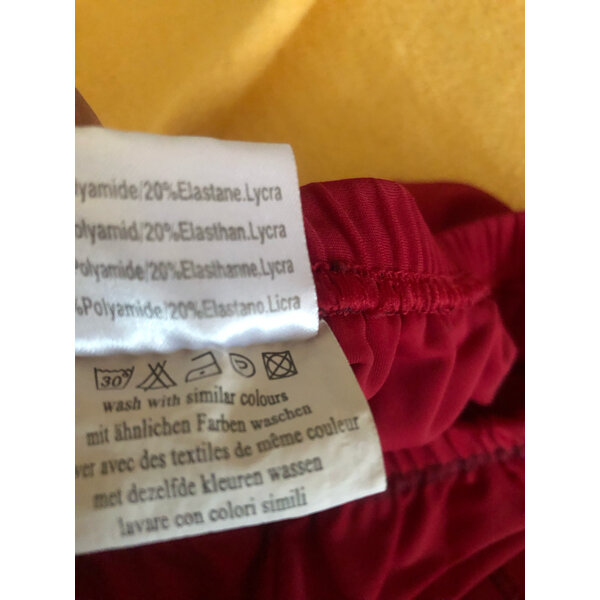 lyamide/20%Elastane.Lycra
olyamid/20%Elasthan.Lycra
Polyamide/20%Elasthanne.Lycra
%Polyamide/20%Elastano.Licra
30° P
wash with similar colours
mit ähnlichen Farben waschen
ver avec des textiles de même couleur
met dezelfde kleuren wassen
lavare con colori simili